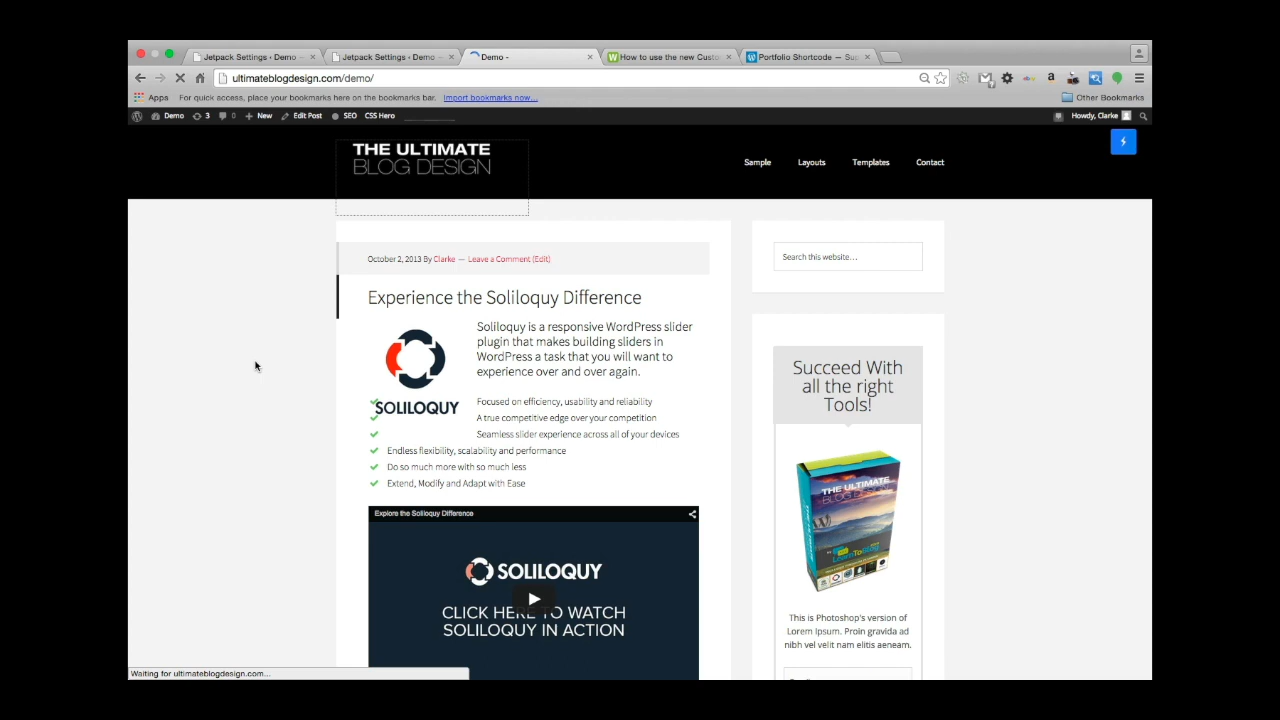 Jetpack Settings ‹ Demo
Jetpack Settings ‹ Demo
Demo -
How to use the new Custo
Portfolio Shortcode — Sup
ultimateblogdesign.com/demo/
Apps For quick access, place your bookmarks here on the bookmarks bar. Import bookmarks now... Other Bookmarks
Demo 3 0 New Edit Post SEO CSS Hero Howdy, Clarke
THE ULTIMATE
BLOG DESIGN
Sample Layouts Templates Contact
October 2, 2013 By Clarke — Leave a Comment (Edit)
Experience the Soliloquy Difference
SOLILOQUY
Soliloquy is a responsive WordPress slider
plugin that makes building sliders in
WordPress a task that you will want to
experience over and over again.
Focused on efficiency, usability and reliability
A true competitive edge over your competition
Seamless slider experience across all of your devices
Endless flexibility, scalability and performance
Do so much more with so much less
Extend, Modify and Adapt with Ease
Explore the Soliloquy Difference
SOLILOQUY
CLICK HERE TO WATCH
SOLILOQUY IN ACTION
Search this website…
Succeed With
all the right
Tools!
THE ULTIMATE
BLOG DESIGN
LearnToBlog
This is Photoshop's version of
Lorem Ipsum. Proin gravida ad
nibh vel velit nam elitis aeneam.
Waiting for ultimateblogdesign.com...